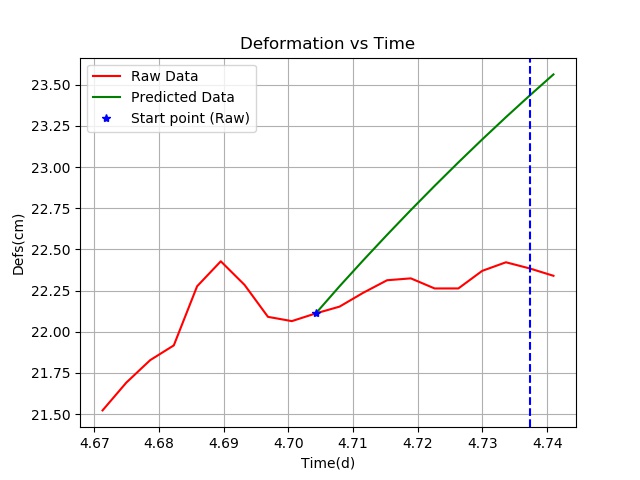 Deformation vs Time
Raw Data
Predicted Data
Start point (Raw)
23.50
23.25
23.00
22.75
22.50
22.25
22.00
21.75
21.50
Defs(cm)
4.67 4.68 4.69 4.70 4.71 4.72 4.73 4.74
Time(d)